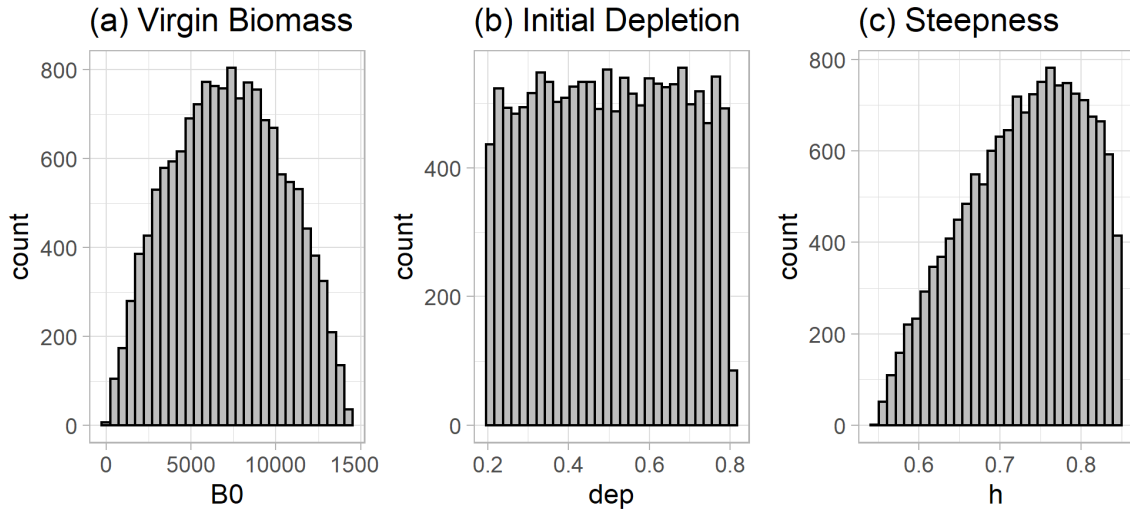 (a) Virgin Biomass
800
600
400
200
0
count
0 5000 10000 1500
B0
(b) Initial Depletion
400
200
0
count
0.2 0.4 0.6 0.8
dep
(c) Steepness
800
600
400
200
0
count
0.6 0.7 0.8
h